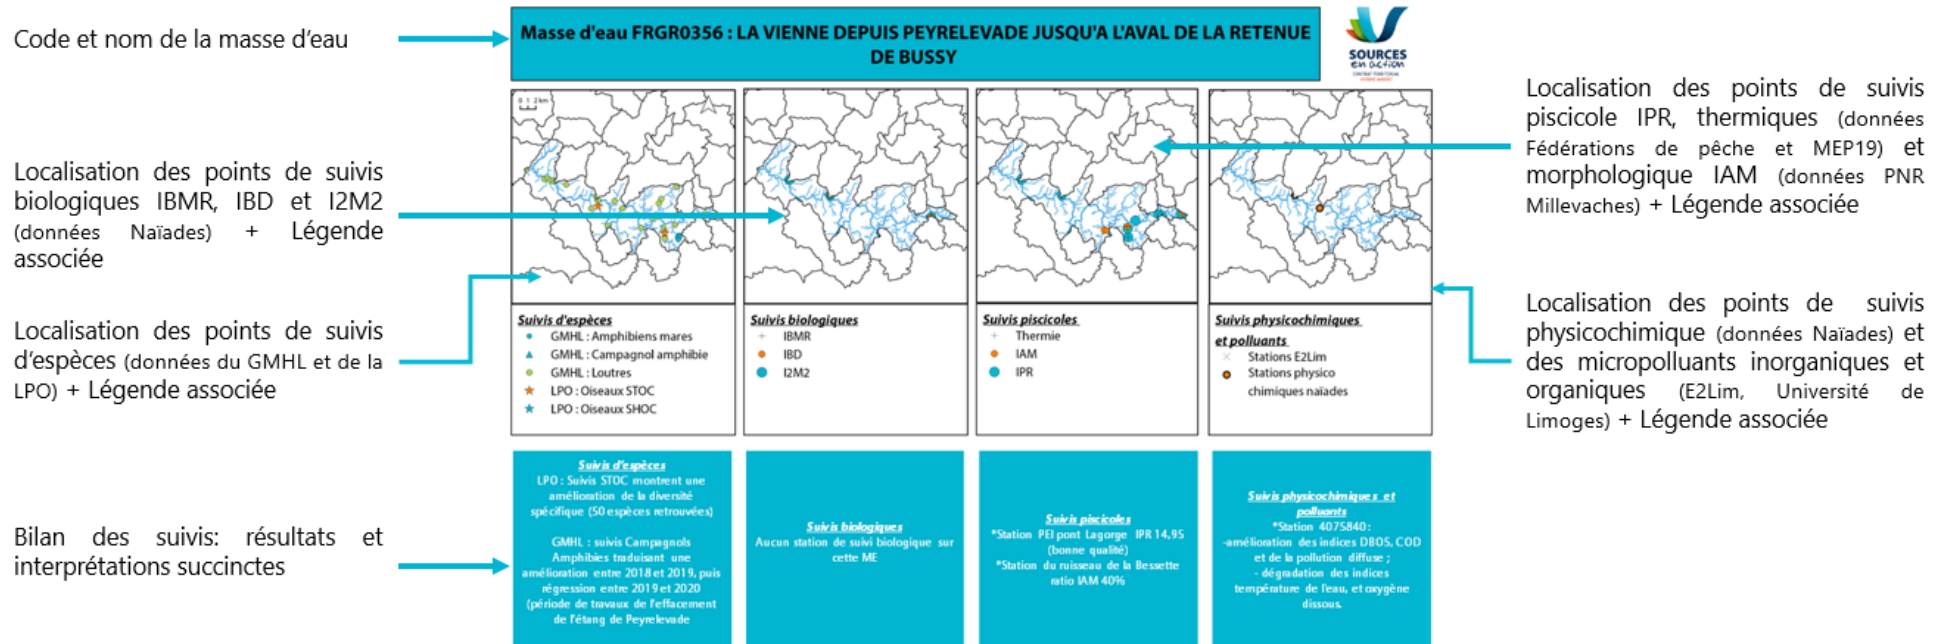 Code et nom de la masse d’eau
Localisation des points de suivis
biologiques IBMR, IBD et I2M2
(données Naïades) + Légende
associée
Localisation des points de suivis
d’espèces (données du GMHL et de la
LPO) + Légende associée
Bilan des suivis: résultats et
interprétations succinctes
Masse d'eau FRGR0356 : LA VIENNE DEPUIS PEYRELEVADE JUSQU'A L'AVAL DE LA RETENUE
DE BUSSY
SOURCES
en action
CONTRAT TERRITORIAL
VIENNE AMONT
0 1 2 km
Suivis d'espèces
GMHL : Amphibiens mares
GMHL : Campagnol amphibie
GMHL : Loutres
LPO : Oiseaux STOC
LPO : Oiseaux SHOC
Suivis biologiques
IBMR
IBD
I2M2
Suivis piscicoles
Thermie
IAM
IPR
Suivis physicochimiques
et polluants
Stations E2Lim
Stations physico
chimiques naïades
Suivis d'espèces
LPO : Suivis STOC montrent une
amélioration de la diversité
spécifique (50 espèces retrouvées)
GMHL : suivis Campagnols
Amphibies traduisant une
amélioration entre 2018 et 2019, puis
régression entre 2019 et 2020
(période de travaux de l'effacement
de l'étang de Peyrelevade
Suivis biologiques
Aucun station de suivi biologique sur
cette ME
Suivis piscicoles
*Station PEI pont Lagorge IPR 14,95
(bonne qualité)
*Station du ruisseau de la Bessette
ratio IAM 40%
Suivis physicochimiques et
polluants
*Station 4075840 :
-amélioration des indices DBO5, COD
et de la pollution diffuse ;
- dégradation des indices
température de l'eau, et oxygène
dissous.
Localisation des points de suivis
piscicole IPR, thermiques (données
Fédérations de pêche et MEP19) et
morphologique IAM (données PNR
Millevaches) + Légende associée
Localisation des points de suivis
physicochimique (données Naïades) et
des micropolluants inorganiques et
organiques (E2Lim, Université de
Limoges) + Légende associée